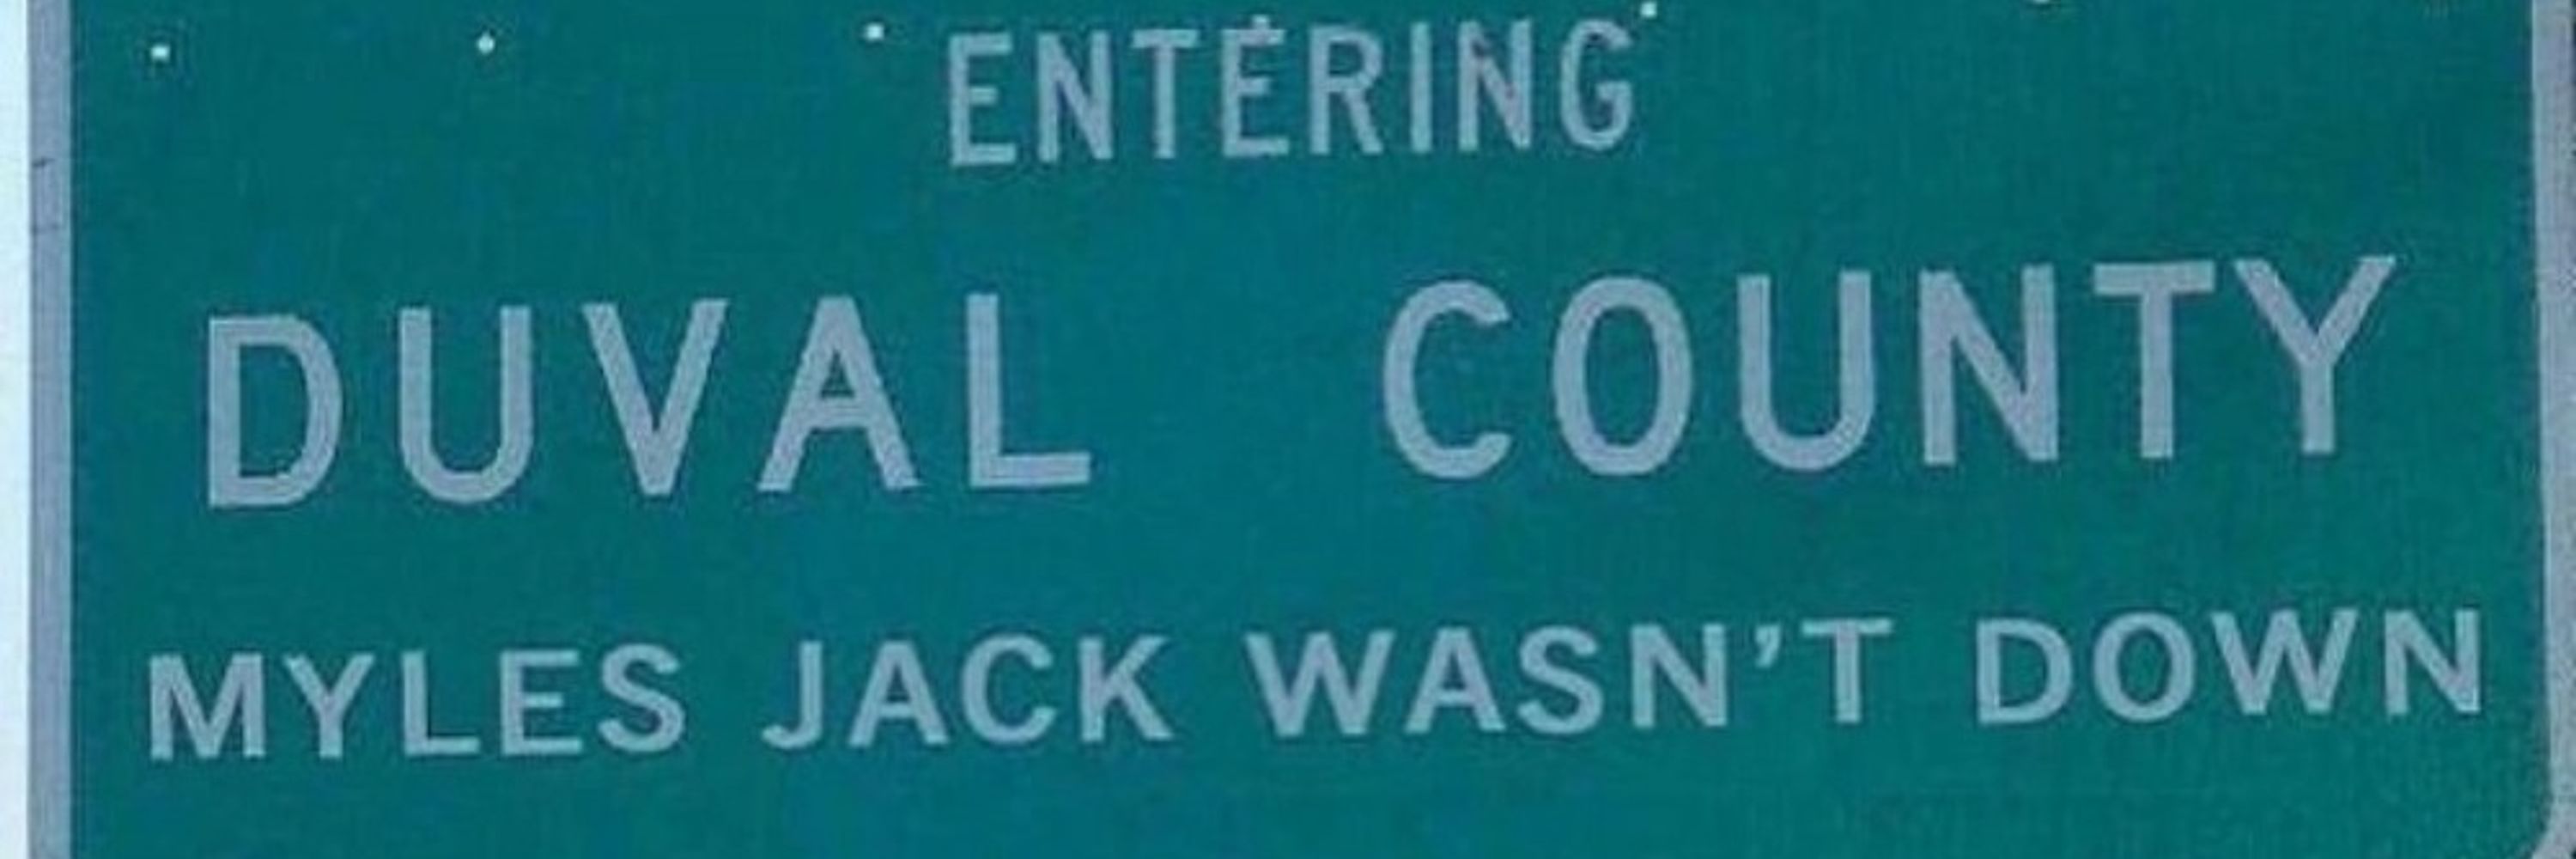 ENTERING
DUVAL COUNTY
MYLES JACK WASN'T DOWN